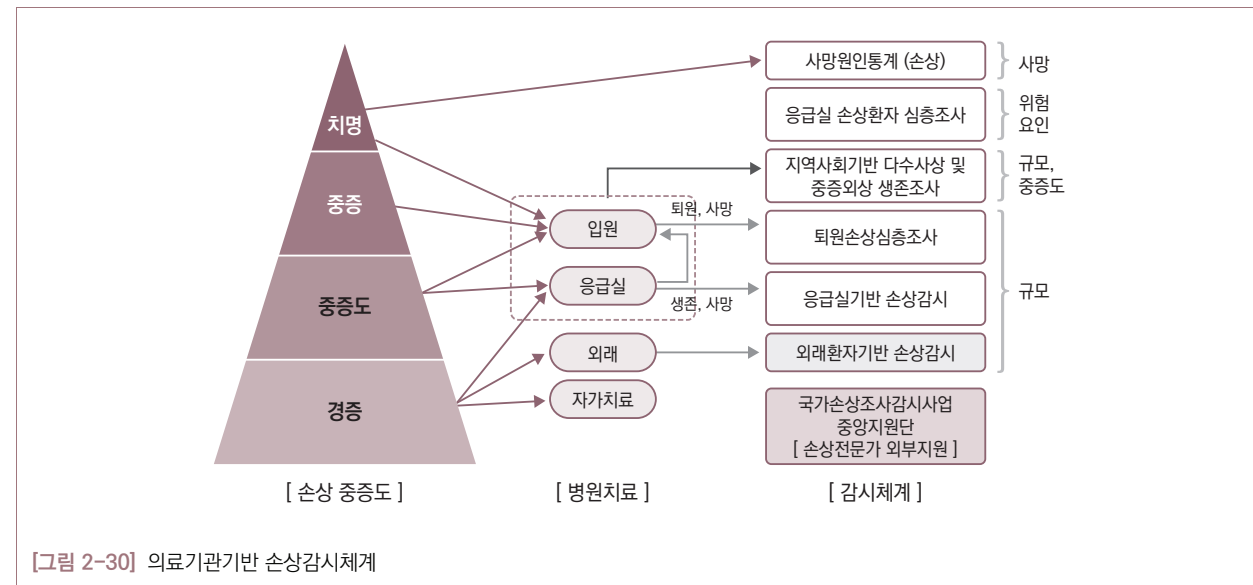 치명
중증
중증도
경증
[ 손상 중증도 ]
퇴원, 사망
입원
응급실
생존, 사망
외래
자가치료
[ 병원치료 ]
사망원인통계 (손상)
응급실 손상환자 심층조사
지역사회기반 다수사상 및
중증외상 생존조사
퇴원손상심층조사
응급실기반 손상감시
외래환자기반 손상감시
국가손상조사감시사업
중앙지원단
[ 손상전문가 외부지원 ]
[ 감시체계 ]
사망
위험
요인
규모,
중증도
규모
[그림 2-30] 의료기관기반 손상감시체계